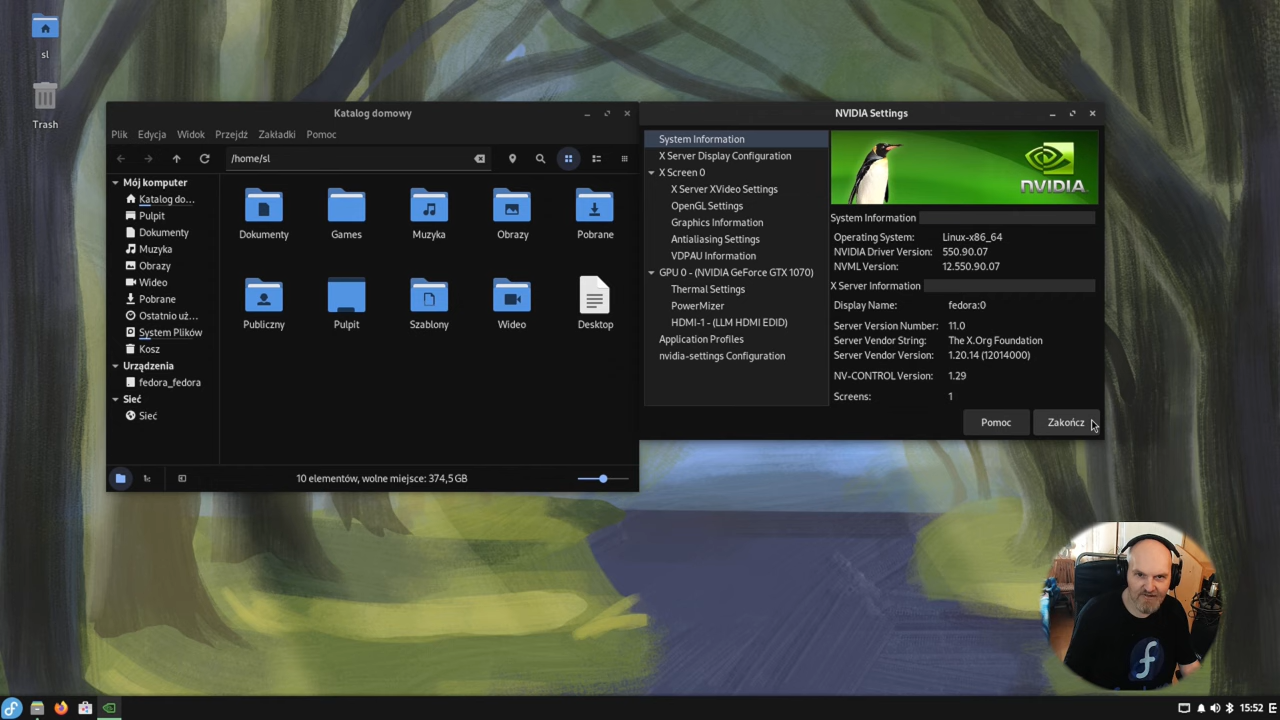 sl
Trash
Katalog domowy
Plik Edycja Widok Przejdź Zakładki Pomoc
/home/sl
Mój komputer
Katalog do...
Pulpit
Dokumenty
Muzyka
Obrazy
Wideo
Pobrane
Ostatnio uż...
System Plików
Kosz
Urządzenia
fedora_fedora
Sieć
Sieć
Dokumenty Games Muzyka Obrazy Pobrane
Publiczny Pulpit Szablony Wideo Desktop
10 elementów, wolne miejsce: 374,5 GB
NVIDIA Settings
System Information
X Server Display Configuration
X Screen 0
X Server XVideo Settings
OpenGL Settings
Graphics Information
Antialiasing Settings
VDPAU Information
GPU 0 - (NVIDIA GeForce GTX 1070)
Thermal Settings
PowerMizer
HDMI-1 - (LLM HDMI EDID)
Application Profiles
nvidia-settings Configuration
NVIDIA.
System Information
Operating System: Linux-x86_64
NVIDIA Driver Version: 550.90.07
NVML Version: 12.550.90.07
X Server Information
Display Name: fedora:0
Server Version Number: 11.0
Server Vendor String: The X.Org Foundation
Server Vendor Version: 1.20.14 (12014000)
NV-CONTROL Version: 1.29
Screens: 1
Pomoc Zakończ
15:52